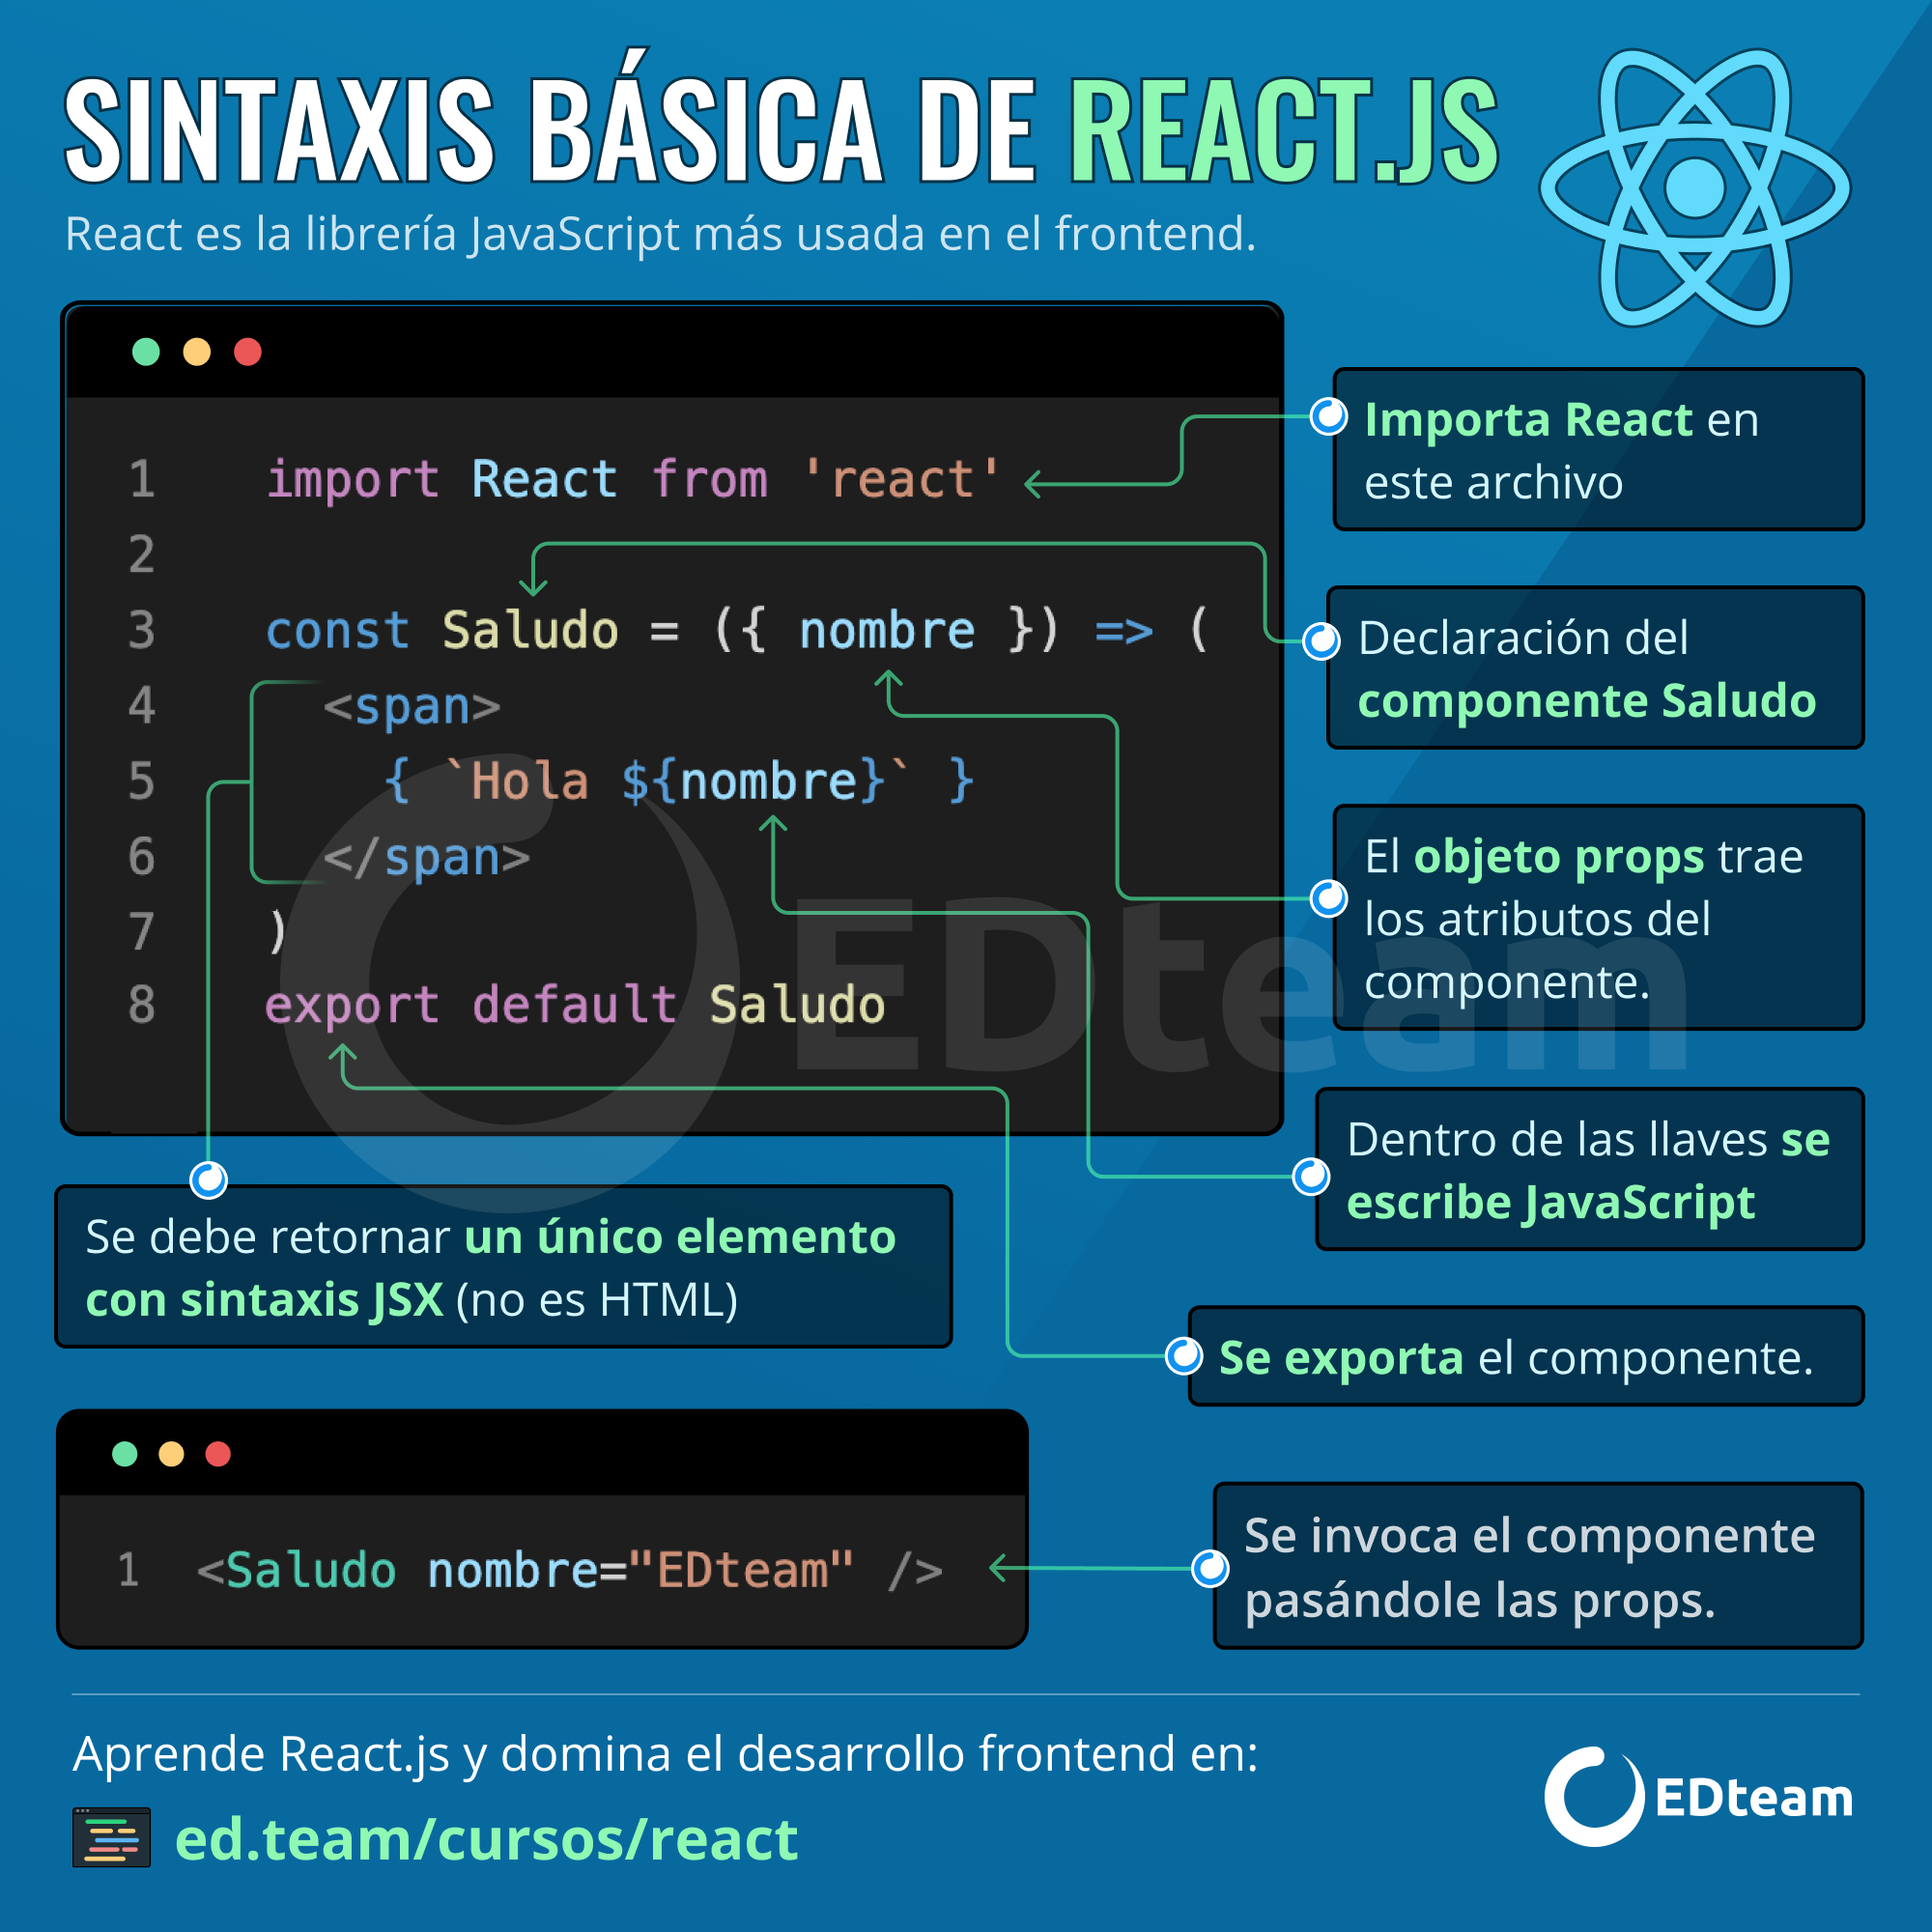 SINTAXIS BÁSICA DE REACT.JS
React es la librería JavaScript más usada en el frontend.
1 import React from 'react'
2
3 const Saludo = ({ nombre }) => (
4 <span>
5 { `Hola ${nombre}` }
6 </span>
7 )
8 export default Saludo
Importa React en
este archivo
Declaración del
componente Saludo
El objeto props trae
los atributos del
componente.
Dentro de las llaves se
escribe JavaScript
Se debe retornar un único elemento
con sintaxis JSX (no es HTML)
Se exporta el componente.
1 <Saludo nombre="EDteam" />
Se invoca el componente
pasándole las props.
EDteam
Aprende React.js y domina el desarrollo frontend en:
ed.team/cursos/react
EDteam